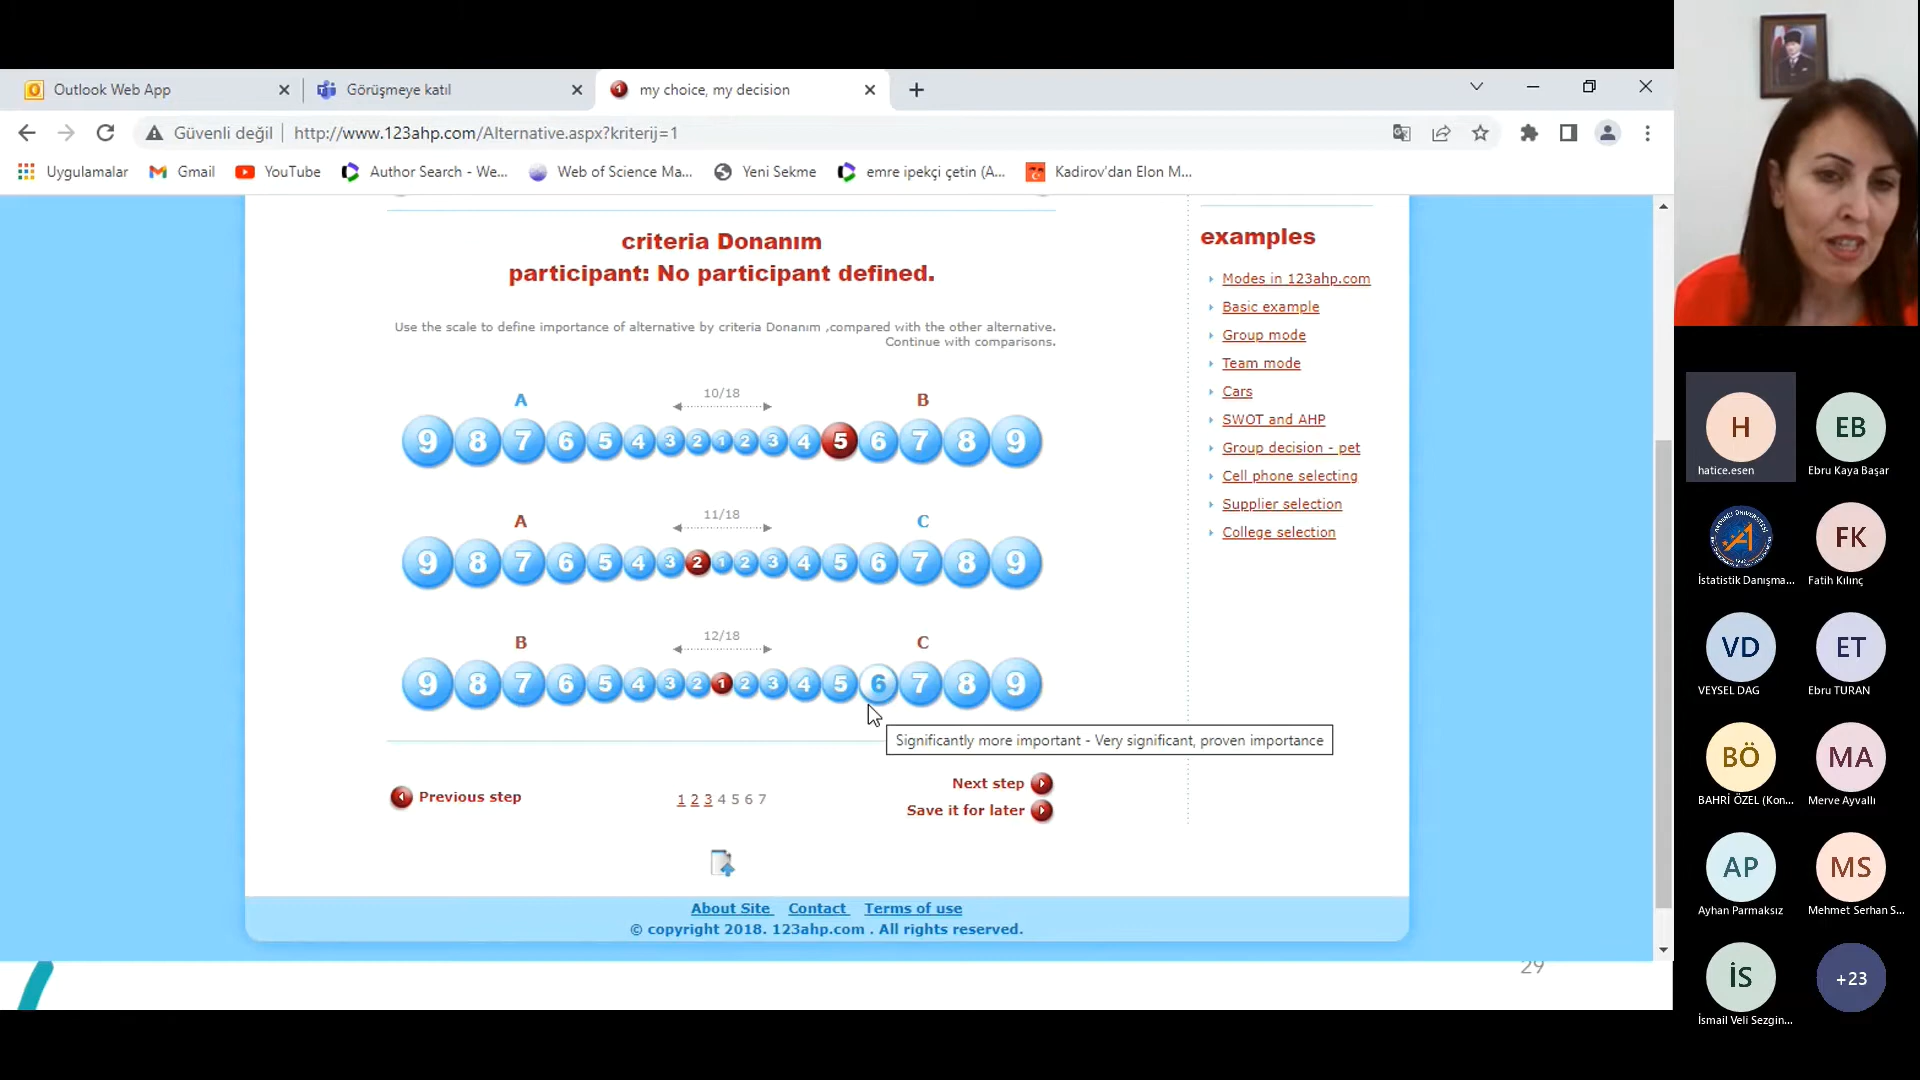 Outlook Web App
Görüşmeye katıl
my choice, my decision
Güvenli değil
http://www.123ahp.com/Alternative.aspx?kriterij=1
Uygulamalar
Gmail
YouTube
Author Search - We...
Web of Science Ma...
Yeni Sekme
emre ipekçi çetin (A...
Kadirov'dan Elon M...
criteria Donanım
participant: No participant defined.
Use the scale to define importance of alternative by criteria Donanım ,compared with the other alternative.
Continue with comparisons.
A 10/18 B
9 8 7 6 5 4 3 2 1 2 3 4 5 6 7 8 9
A 11/18 C
9 8 7 6 5 4 3 2 1 2 3 4 5 6 7 8 9
B 12/18 C
9 8 7 6 5 4 3 2 1 2 3 4 5 6 7 8 9
Significantly more important - Very significant, proven importance
Previous step
1 2 3 4 5 6 7
Next step
Save it for later
About Site Contact Terms of use
© copyright 2018. 123ahp.com . All rights reserved.
examples
Modes in 123ahp.com
Basic example
Group mode
Team mode
Cars
SWOT and AHP
Group decision - pet
Cell phone selecting
Supplier selection
College selection
29
H
hatice.esen
EB
Ebru Kaya Başar
İstatistik Danışma...
FK
Fatih Kılınç
VD
VEYSEL DAG
ET
Ebru TURAN
BÖ
BAHRİ ÖZEL (Kon...
MA
Merve Ayvallı
AP
Ayhan Parmaksız
MS
Mehmet Serhan S...
İS
İsmail Veli Sezgin...
+23